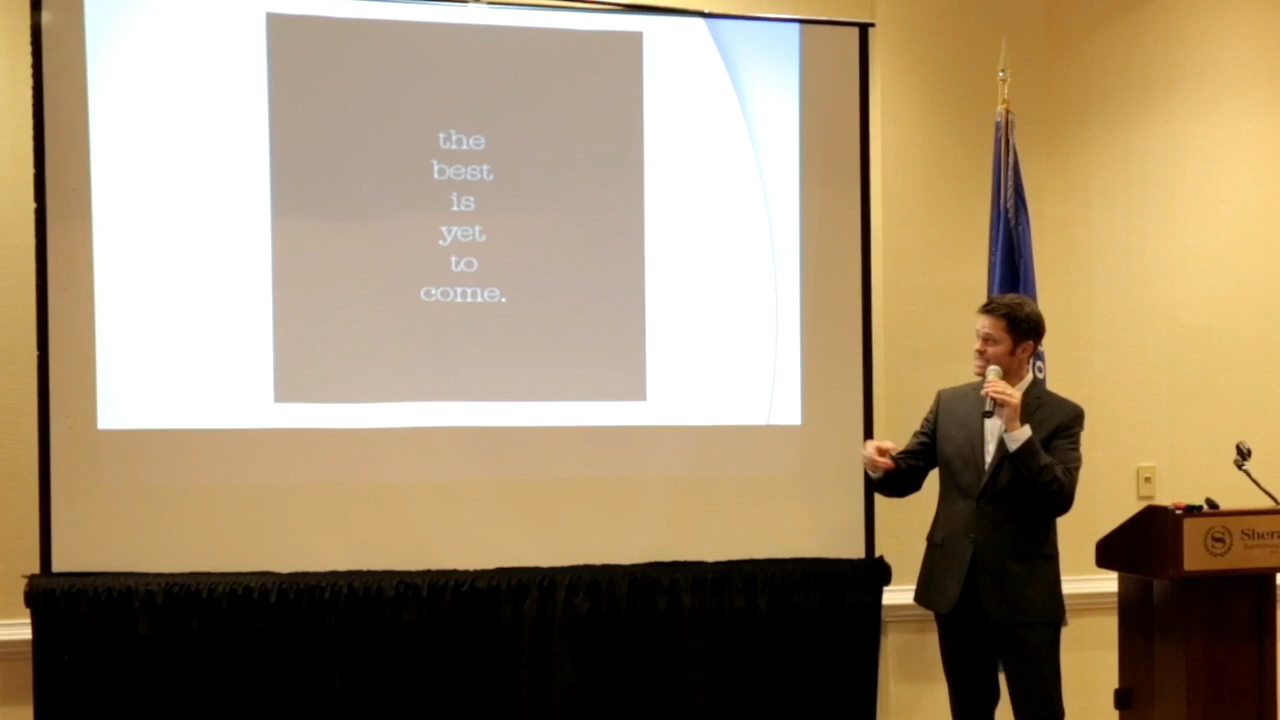 the
best
is
yet
to
come.
S